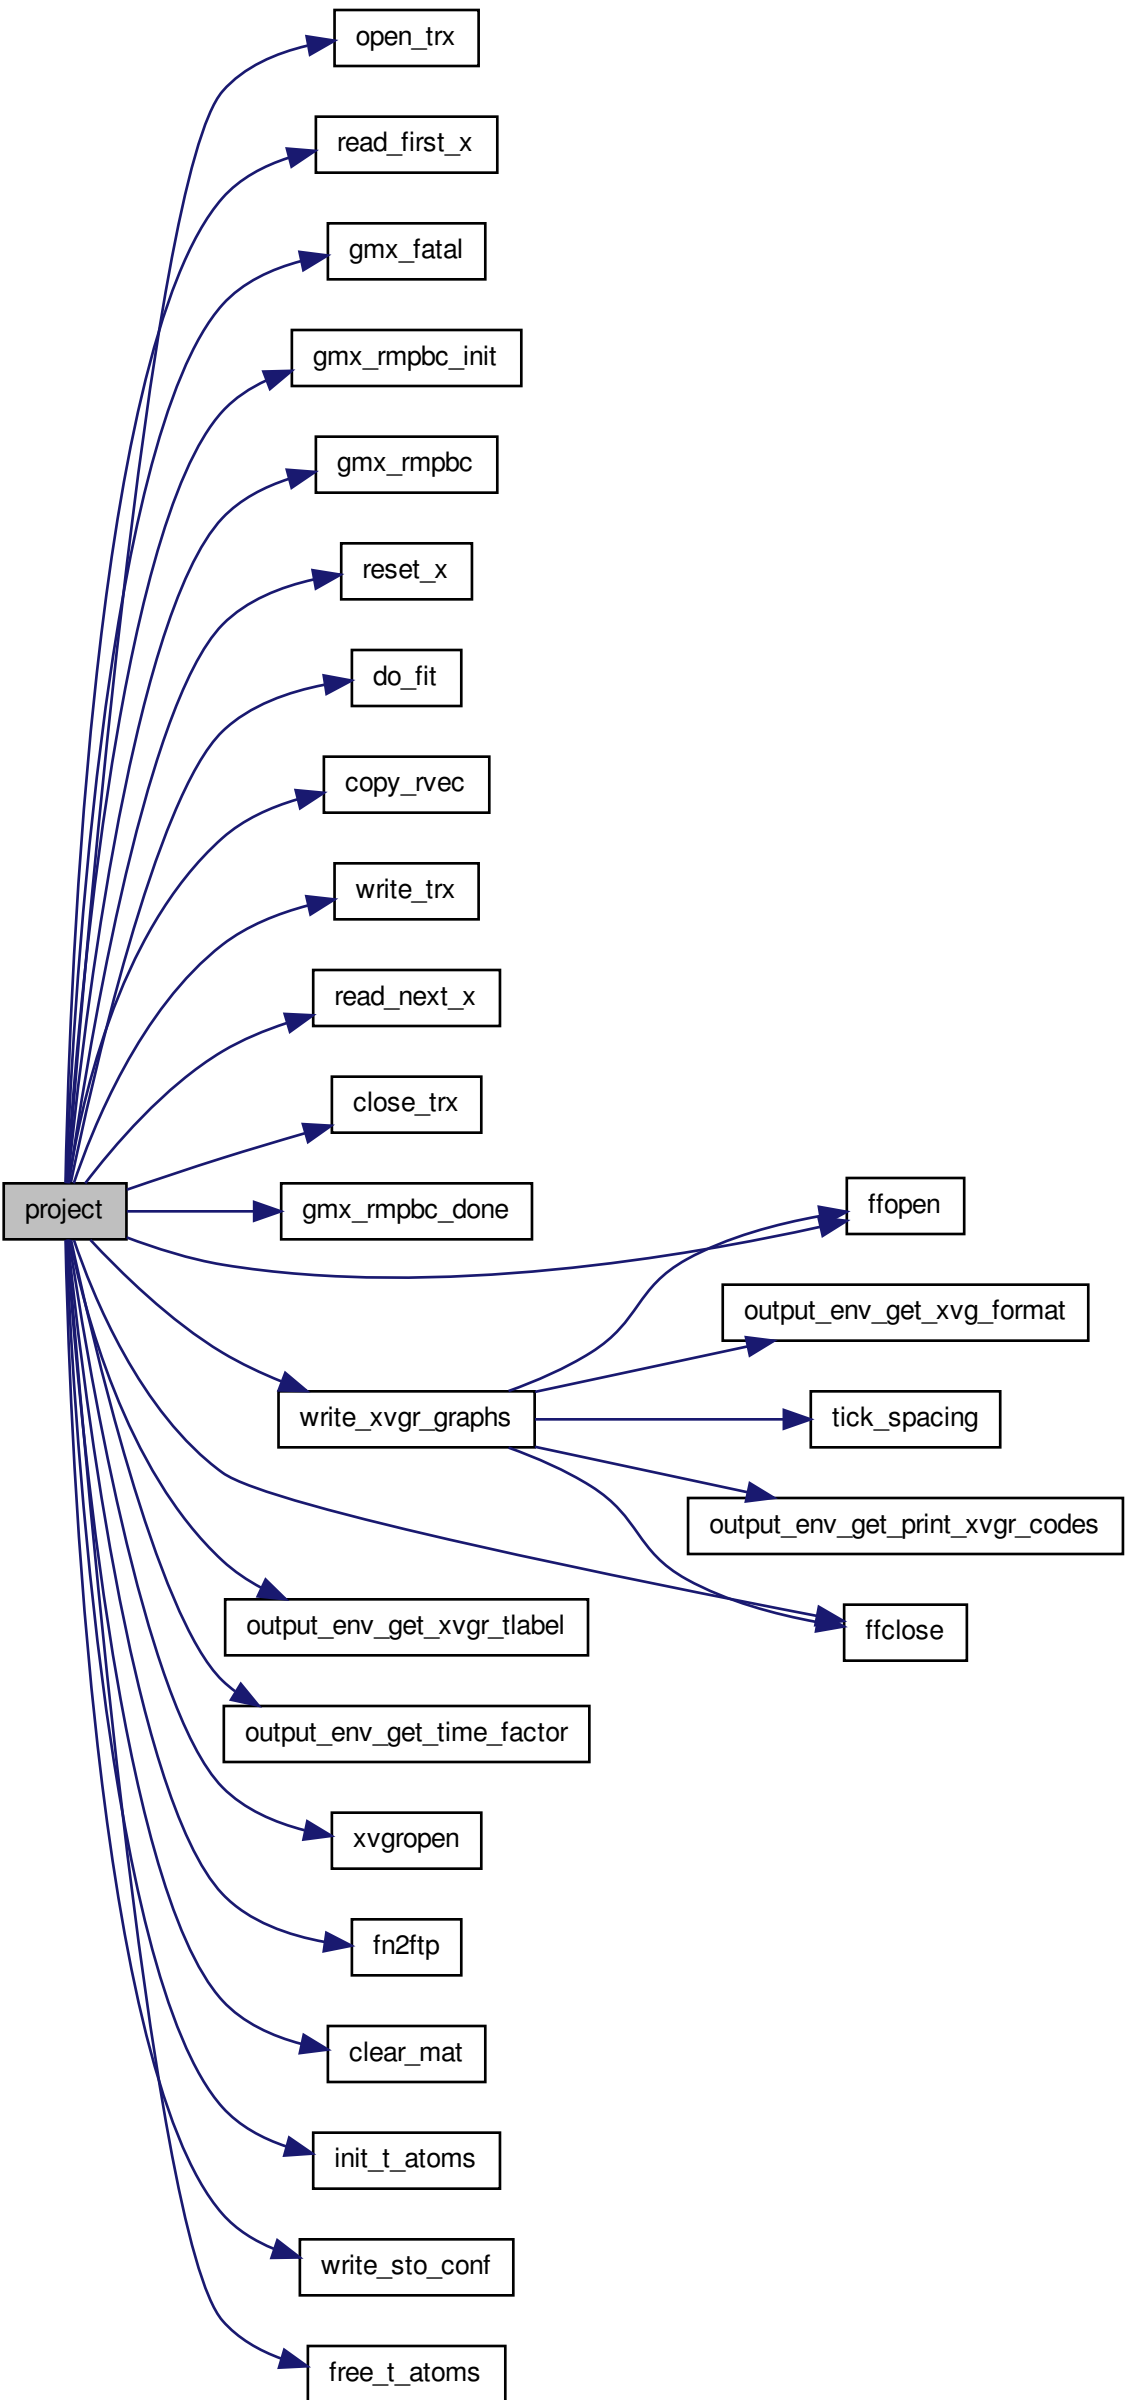 open_trx
read_first_x
gmx_fatal
gmx_rmpbc_init
gmx_rmpbc
reset_x
do_fit
copy_rvec
write_trx
read_next_x
close_trx
project
gmx_rmpbc_done
ffopen
output_env_get_xvg_format
write_xvgr_graphs
tick_spacing
output_env_get_print_xvgr_codes
output_env_get_xvgr_tlabel
ffclose
output_env_get_time_factor
xvgropen
fn2ftp
clear_mat
init_t_atoms
write_sto_conf
free_t_atoms